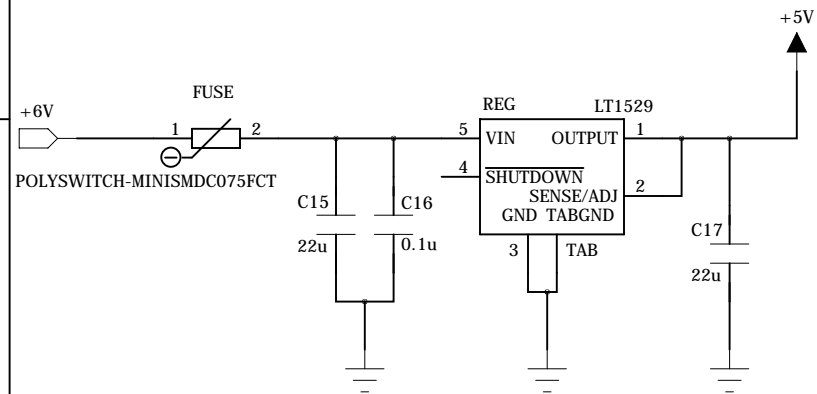 +5V
FUSE
+6V
REG
LT1529
1
2
5
VIN
OUTPUT
1
4
SHUTDOWN
POLYSWITCH-MINISMDC075FCT
SENSE/ADJ
2
C15
C16
GND TABGND
22u
0.1u
3
TAB
C17
22u